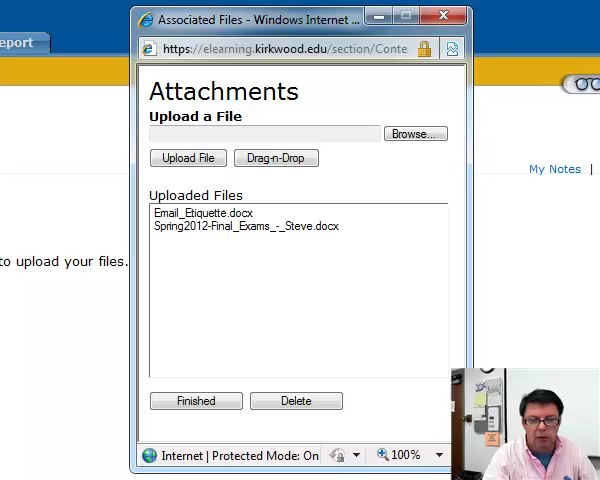 Associated Files - Windows Internet ...
eport
https://elearning.kirkwood.edu/section/Conte
Attachments
Upload a File
Browse...
Upload File
Drag-n-Drop
My Notes |
Uploaded Files
Email_Etiquette.docx
Spring2012-Final_Exams_-_Steve.docx
to upload your files.
Finished
Delete
Internet | Protected Mode: On
100%